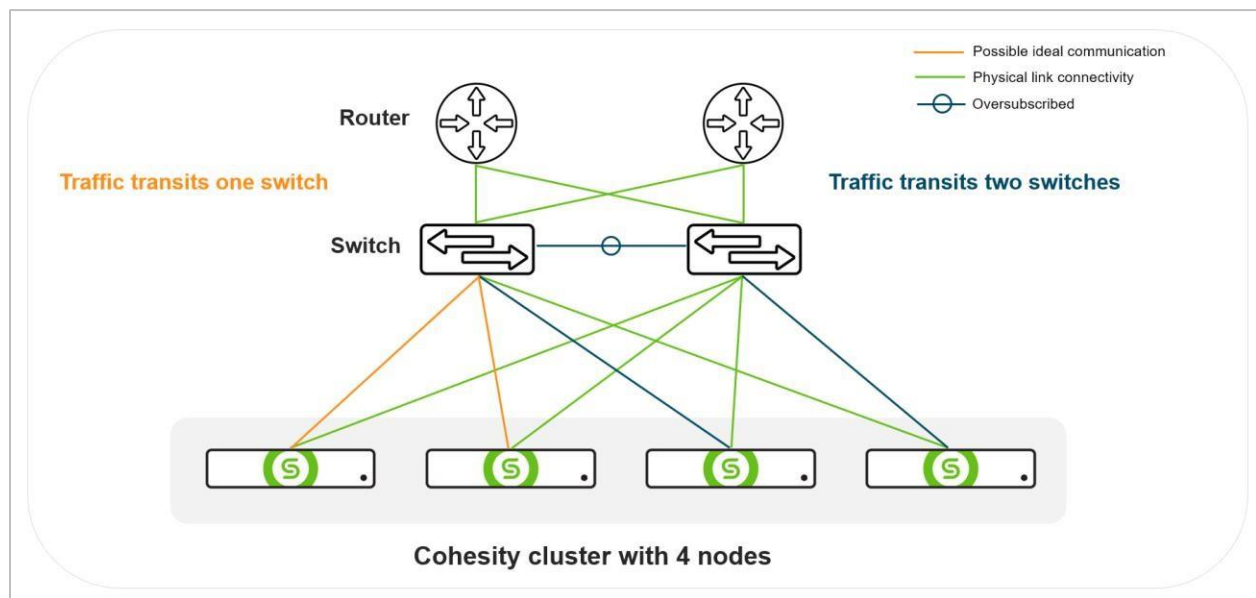 Possible ideal communication
Physical link connectivity
Oversubscribed
Router
Traffic transits one switch
Traffic transits two switches
Switch
Cohesity cluster with 4 nodes